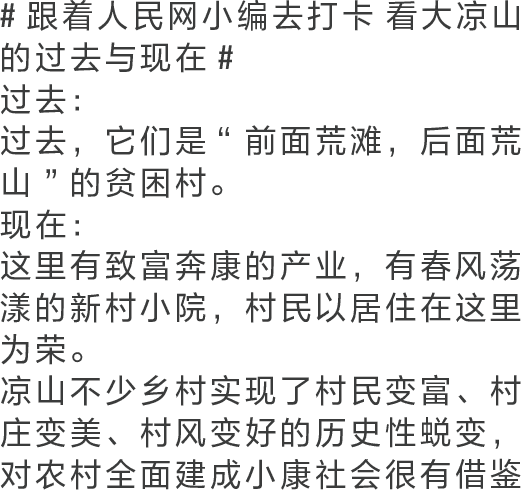 # 跟着人民网小编去打卡 看大凉山
的过去与现在 #
过去：
过去，它们是 “ 前面荒滩，后面荒
山 ” 的贫困村。
现在：
这里有致富奔康的产业，有春风荡
漾的新村小院，村民以居住在这里
为荣。
凉山不少乡村实现了村民变富、村
庄变美、村风变好的历史性蜕变，
对农村全面建成小康社会很有借鉴